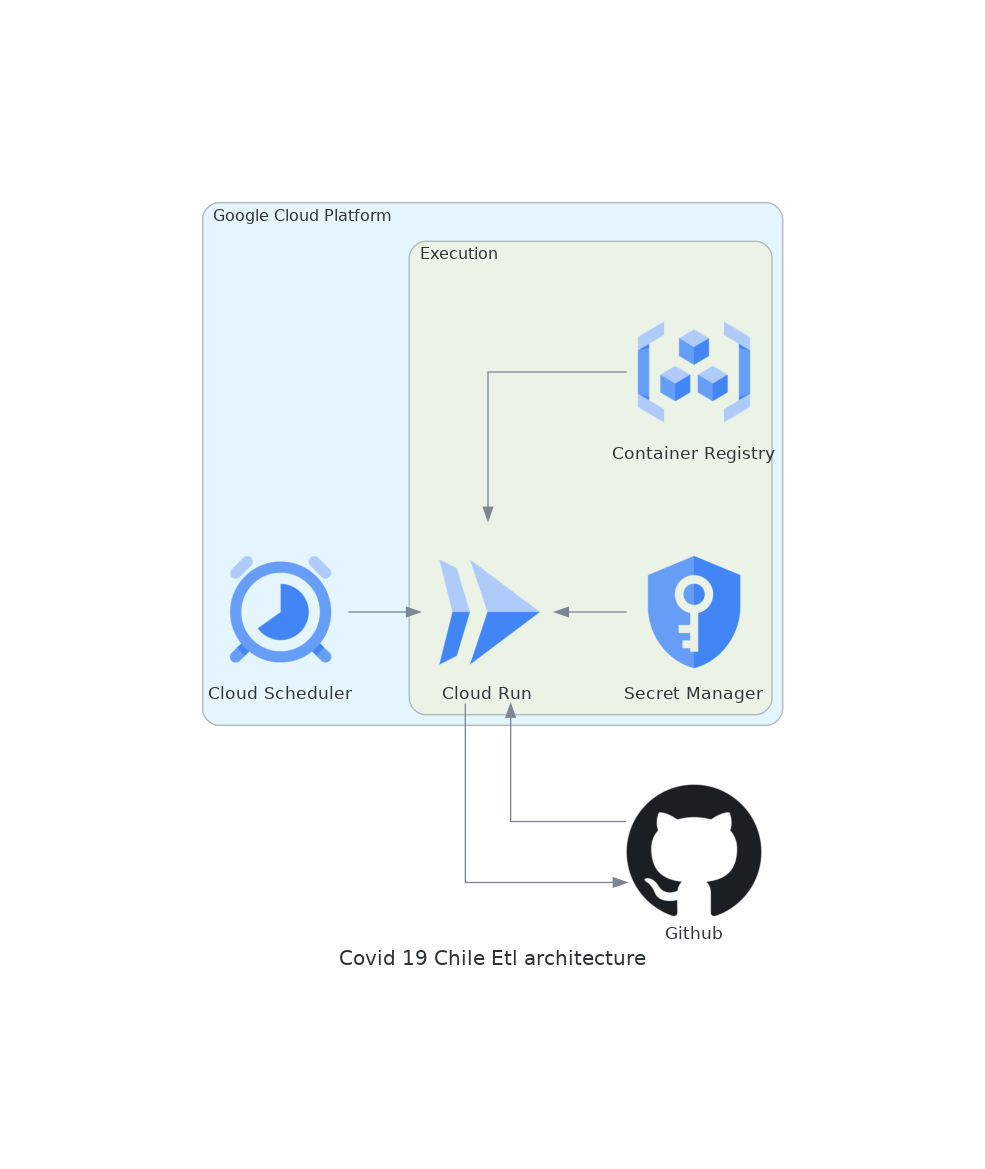 Google Cloud Platform
Execution
Container Registry
Cloud Scheduler
Cloud Run
Secret Manager
Github
Covid 19 Chile Etl architecture